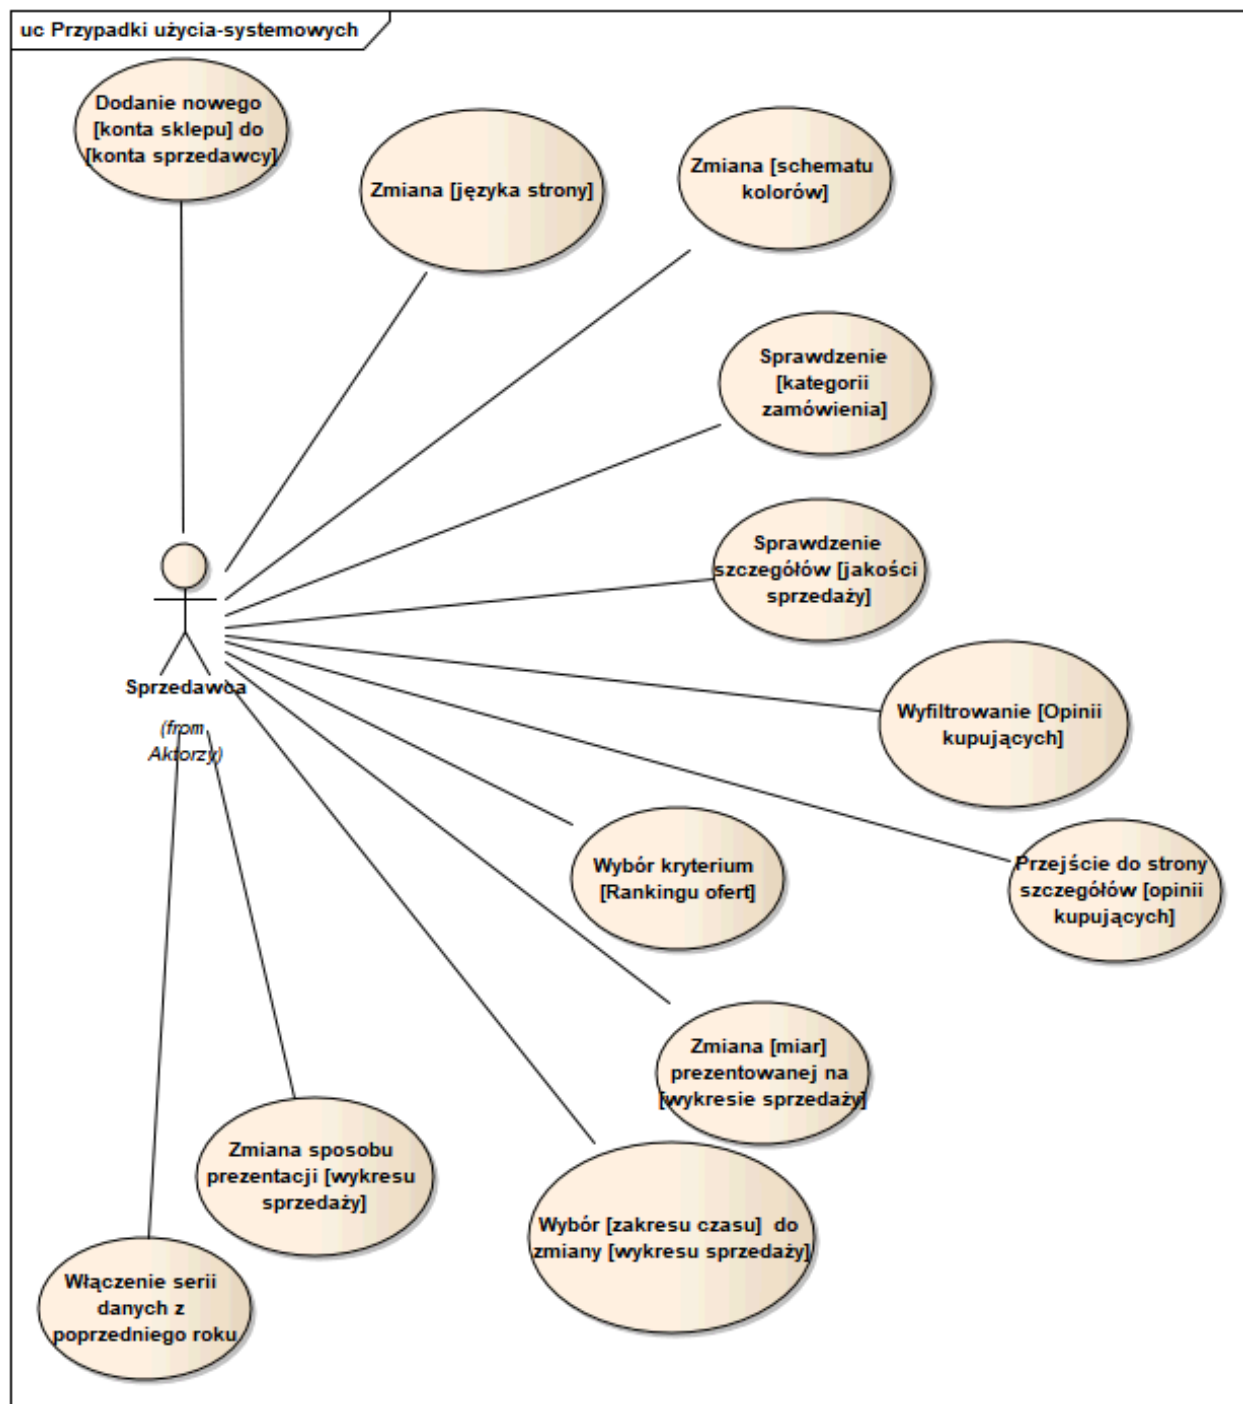 uc Przypadki użycia-systemowych
Dodanie nowego
[konta sklepu] do
[konta sprzedawcy]
Zmiana [języka strony]
Zmiana [schematu
kolorów]
Sprawdzenie
[kategorii
zamówienia]
Sprawdzenie
szczegółów [jakości
sprzedaży]
Sprzedawca
(from
Aktorzy)
Wyfiltrowanie [Opinii
kupujących]
Wybór kryterium
[Rankingu ofert]
Przejście do strony
szczegółów [opinii
kupujących]
Zmiana [miar]
prezentowanej na
[wykresie sprzedaży]
Zmiana sposobu
prezentacji [wykresu
sprzedaży]
Wybór [zakresu czasu] do
zmiany [wykresu sprzedaży]
Włączenie serii
danych z
poprzedniego roku